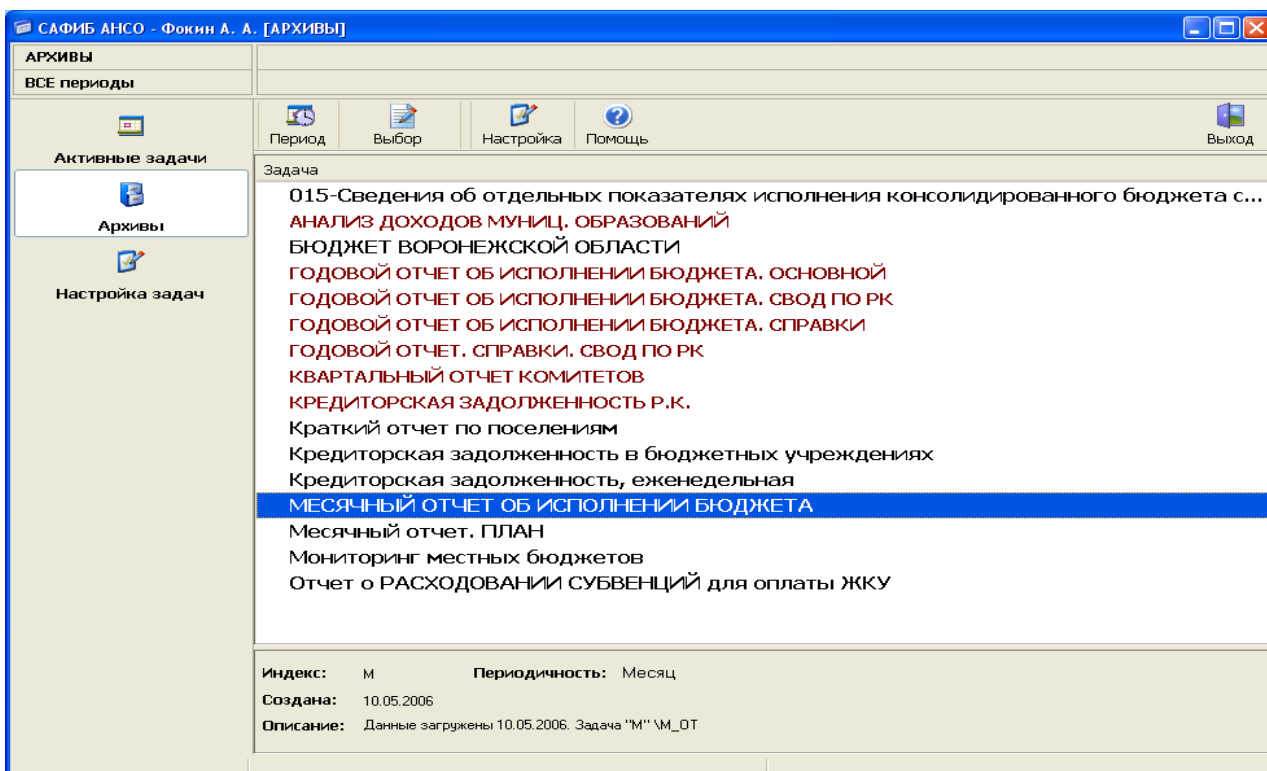 САФИБ АНСО - Фокин А. А. [АРХИВЫ]
АРХИВЫ
ВСЕ периоды
Период Выбор Настройка Помощь Выход
Активные задачи
Архивы
Настройка задач
Задача
015-Сведения об отдельных показателях исполнения консолидированного бюджета с...
АНАЛИЗ ДОХОДОВ МУНИЦ. ОБРАЗОВАНИЙ
БЮДЖЕТ ВОРОНЕЖСКОЙ ОБЛАСТИ
ГОДОВОЙ ОТЧЕТ ОБ ИСПОЛНЕНИИ БЮДЖЕТА. ОСНОВНОЙ
ГОДОВОЙ ОТЧЕТ ОБ ИСПОЛНЕНИИ БЮДЖЕТА. СВОД ПО РК
ГОДОВОЙ ОТЧЕТ ОБ ИСПОЛНЕНИИ БЮДЖЕТА. СПРАВКИ
ГОДОВОЙ ОТЧЕТ. СПРАВКИ. СВОД ПО РК
КВАРТАЛЬНЫЙ ОТЧЕТ КОМИТЕТОВ
КРЕДИТОРСКАЯ ЗАДОЛЖЕННОСТЬ Р.К.
Краткий отчет по поселениям
Кредиторская задолженность в бюджетных учреждениях
Кредиторская задолженность, еженедельная
МЕСЯЧНЫЙ ОТЧЕТ ОБ ИСПОЛНЕНИИ БЮДЖЕТА
Месячный отчет. ПЛАН
Мониторинг местных бюджетов
Отчет о РАСХОДОВАНИИ СУБВЕНЦИЙ для оплаты ЖКУ
Индекс: М Периодичность: Месяц
Создана: 10.05.2006
Описание: Данные загружены 10.05.2006. Задача "М" \М_ОТ